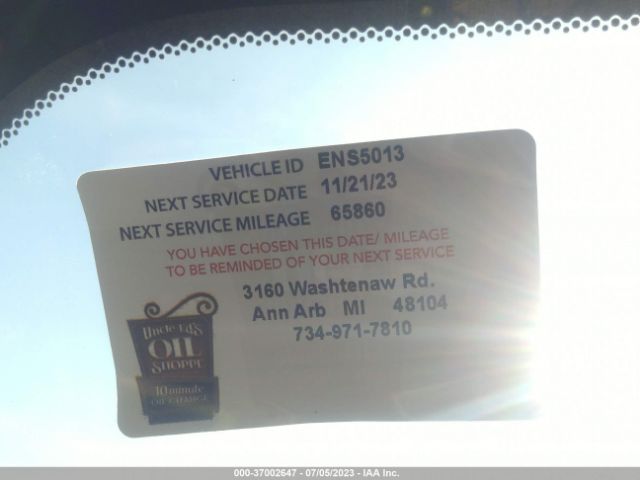 VEHICLE ID ENS5013
NEXT SERVICE DATE 11/21/23
NEXT SERVICE MILEAGE 65860
YOU HAVE CHOSEN THIS DATE/ MILEAGE
TO BE REMINDED OF YOUR NEXT SERVICE
3160 Washtenaw Rd.
Ann Arb MI 48104
734-971-7810
Uncle Ed's
OIL
SHOPPE
10 minute
OIL CHANGE
000-37002647 - 07/05/2023 - IAA Inc.